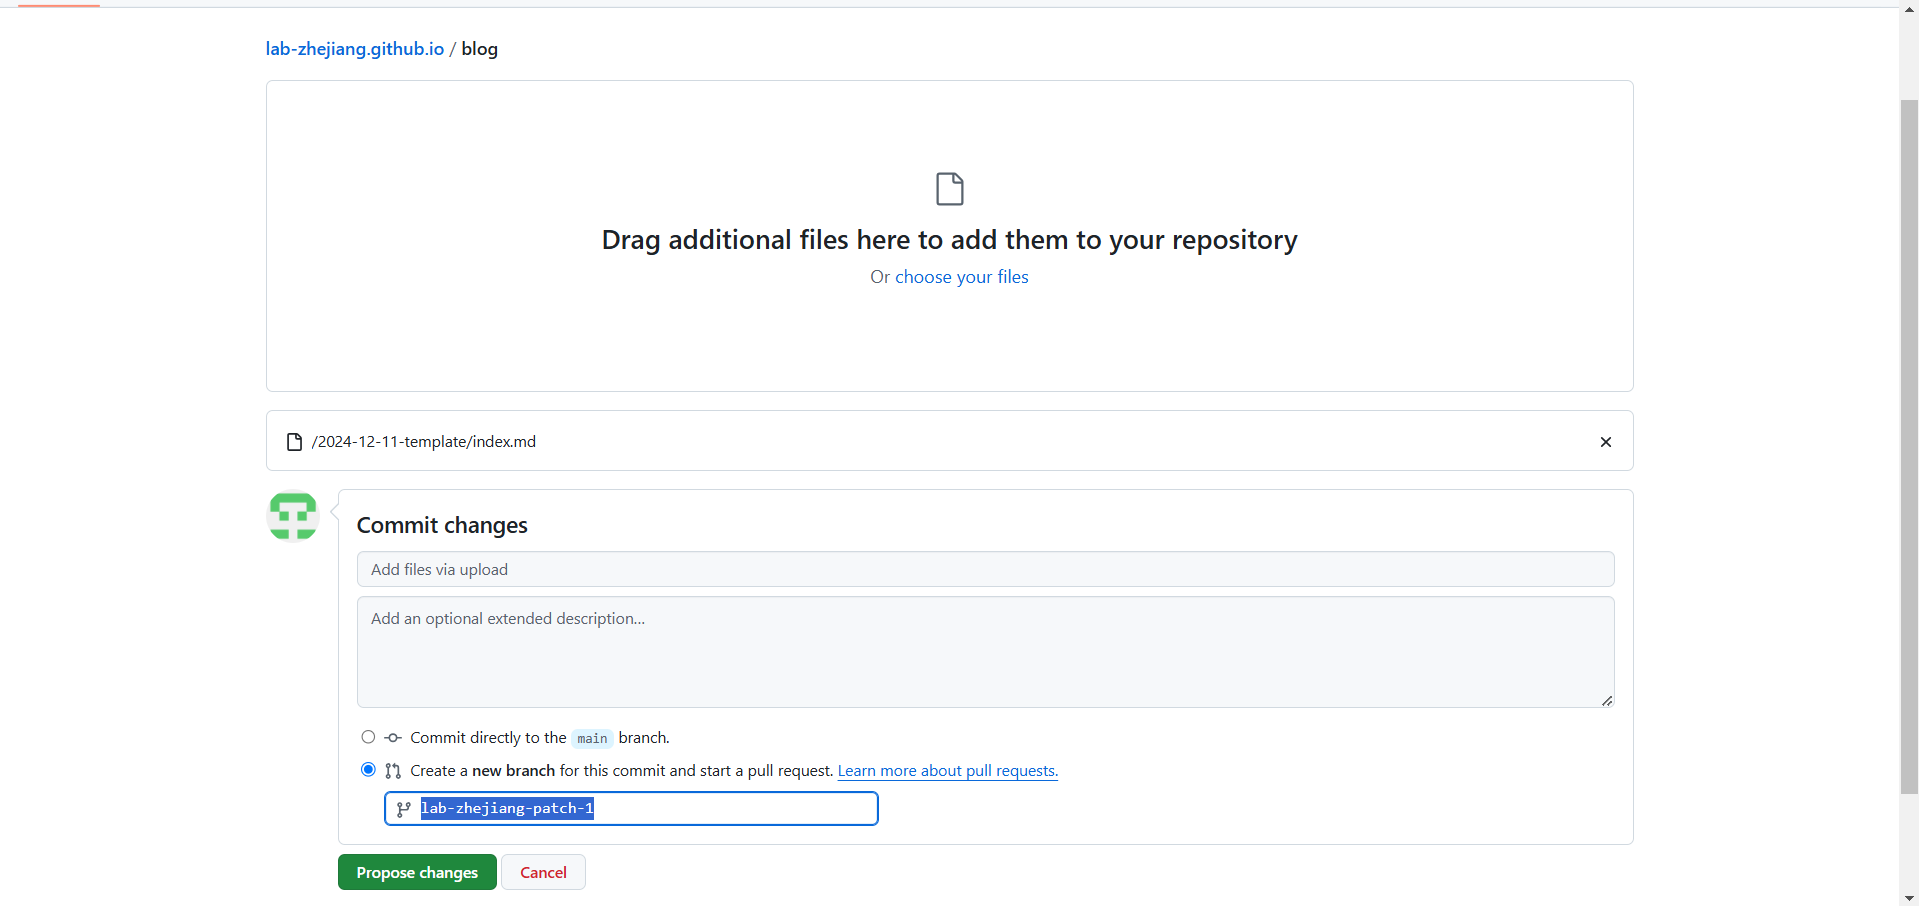 lab-zhejiang.github.io / blog
Drag additional files here to add them to your repository
Or choose your files
/2024-12-11-template/index.md
Commit changes
Add files via upload
Add an optional extended description...
Commit directly to the main branch.
Create a new branch for this commit and start a pull request. Learn more about pull requests.
lab-zhejiang-patch-1
Propose changes Cancel